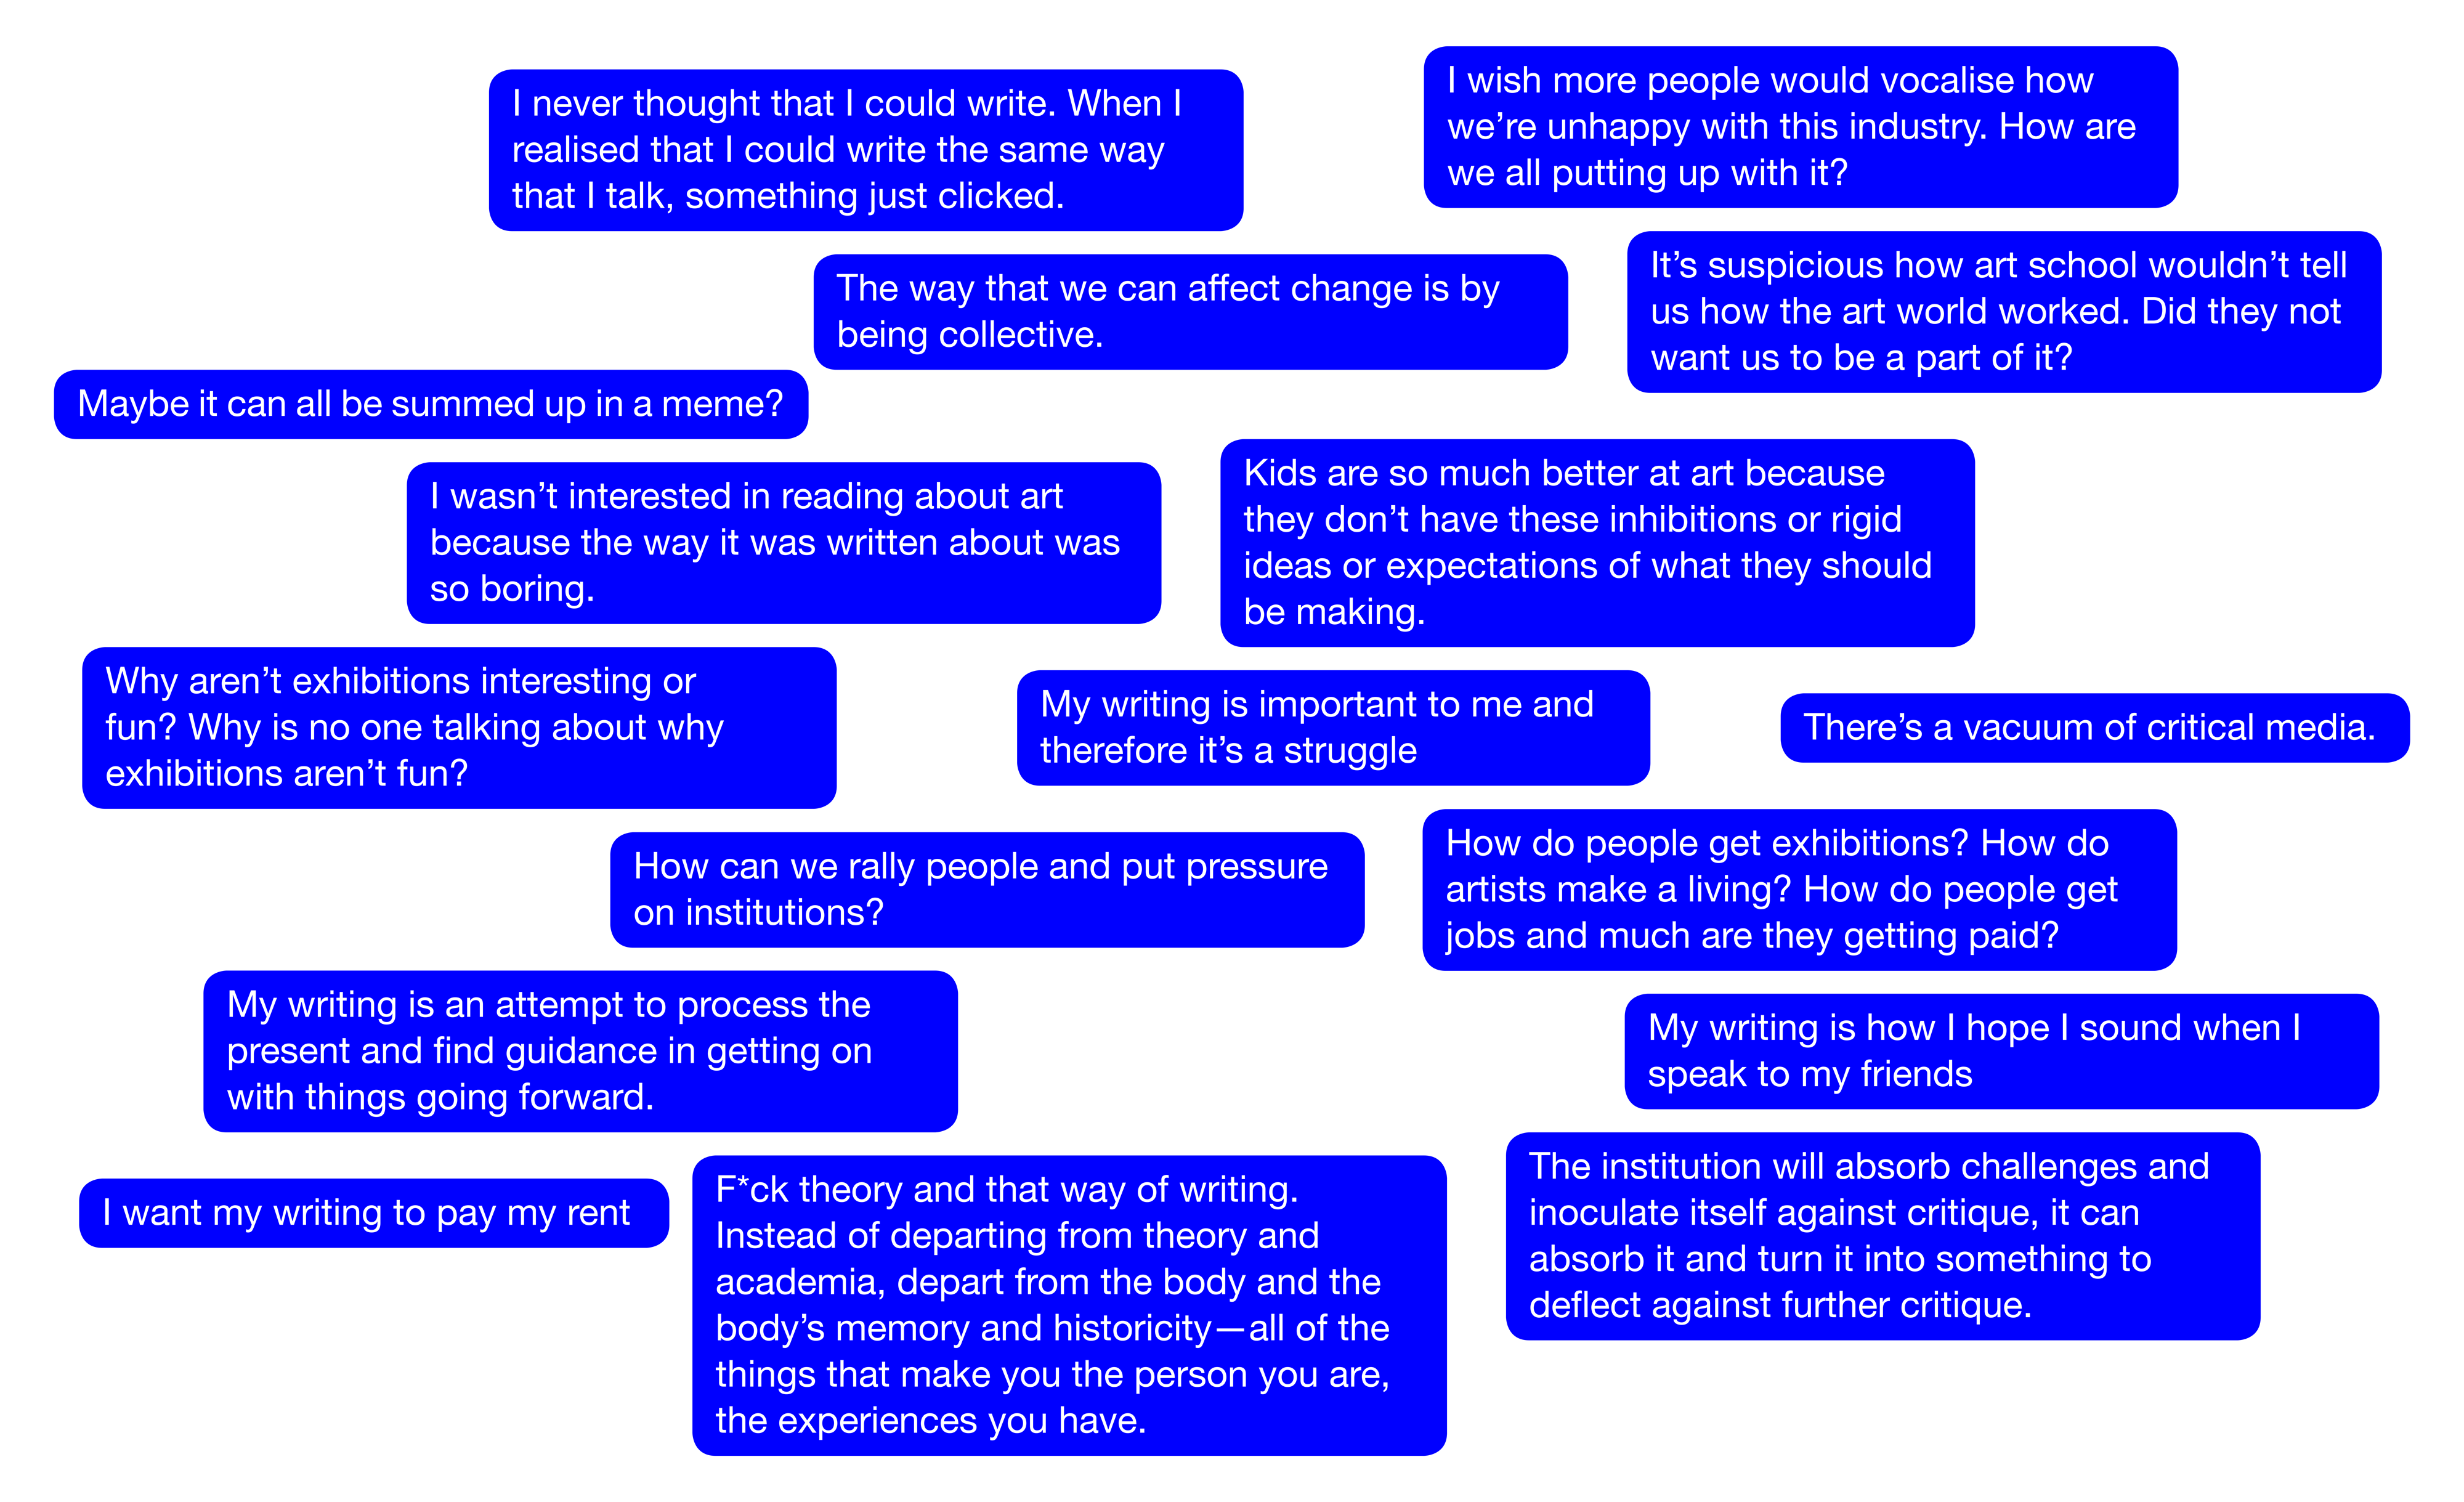 I never thought that I could write. When I
realised that I could write the same way
that I talk, something just clicked.
I wish more people would vocalise how
we’re unhappy with this industry. How are
we all putting up with it?
The way that we can affect change is by
being collective.
It’s suspicious how art school wouldn’t tell
us how the art world worked. Did they not
want us to be a part of it?
Maybe it can all be summed up in a meme?
I wasn’t interested in reading about art
because the way it was written about was
so boring.
Kids are so much better at art because
they don’t have these inhibitions or rigid
ideas or expectations of what they should
be making.
Why aren’t exhibitions interesting or
fun? Why is no one talking about why
exhibitions aren’t fun?
My writing is important to me and
therefore it’s a struggle
There’s a vacuum of critical media.
How can we rally people and put pressure
on institutions?
How do people get exhibitions? How do
artists make a living? How do people get
jobs and much are they getting paid?
My writing is an attempt to process the
present and find guidance in getting on
with things going forward.
My writing is how I hope I sound when I
speak to my friends
I want my writing to pay my rent
F*ck theory and that way of writing.
Instead of departing from theory and
academia, depart from the body and the
body’s memory and historicity—all of the
things that make you the person you are,
the experiences you have.
The institution will absorb challenges and
inoculate itself against critique, it can
absorb it and turn it into something to
deflect against further critique.